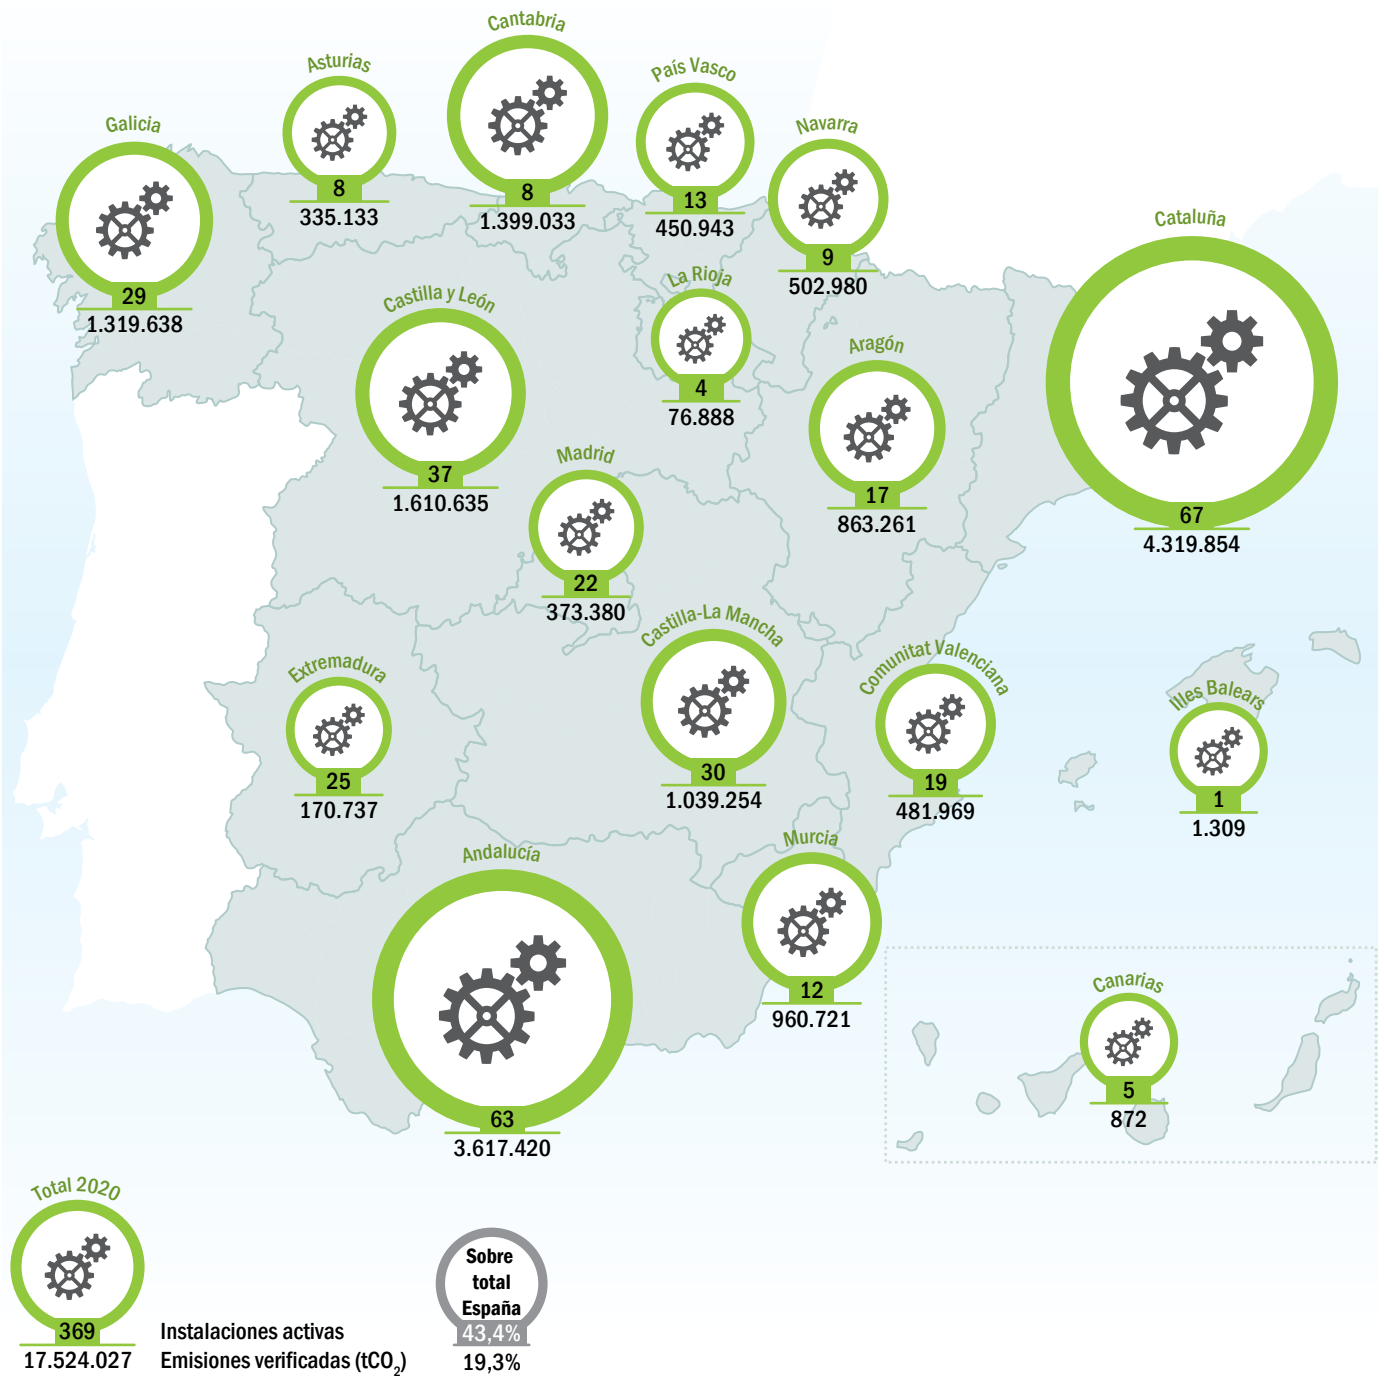 Cantabria
8
1.399.033
Asturias
8
335.133
País Vasco
13
450.943
Galicia
29
1.319.638
Navarra
9
502.980
Cataluña
67
4.319.854
La Rioja
4
76.888
Castilla y León
37
1.610.635
Aragón
17
863.261
Madrid
22
373.380
Castilla-La Mancha
30
1.039.254
Extremadura
25
170.737
Comunitat Valenciana
19
481.969
Illes Balears
1
1.309
Murcia
12
960.721
Andalucía
63
3.617.420
Canarias
5
872
Total 2020
369
17.524.027
Instalaciones activas
Emisiones verificadas (tCO₂)
Sobre
total
España
43,4%
19,3%